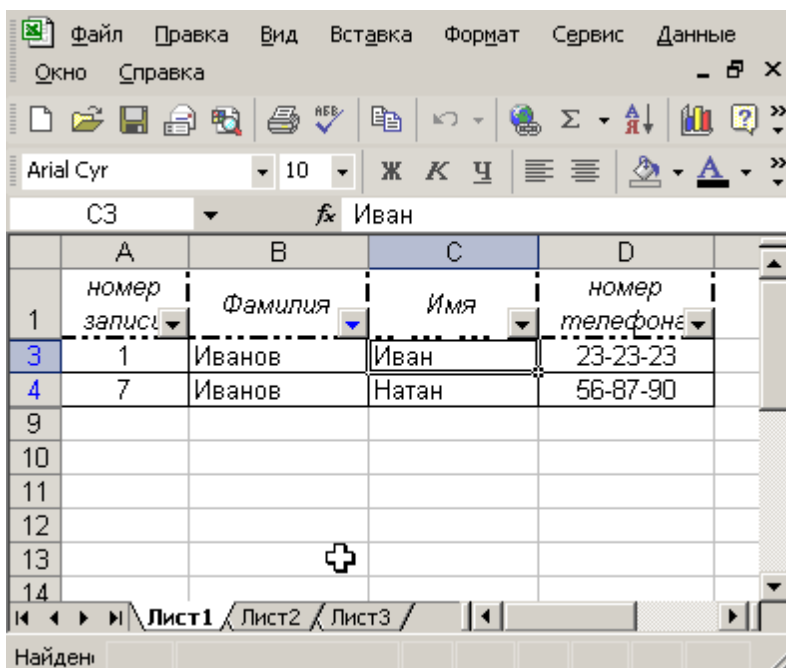 Файл Правка Вид Вставка Формат Сервис Данные
Окно Справка
Arial Cyr 10 Ж К Ч
C3 fx Иван
A B C D
1 номер записи Фамилия Имя номер телефона
3 1 Иванов Иван 23-23-23
4 7 Иванов Натан 56-87-90
9
10
11
12
13
14
Лист1 Лист2 Лист3
Найден